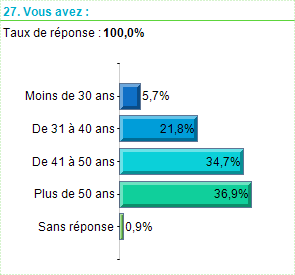 27. Vous avez :
Taux de réponse : 100,0%
Moins de 30 ans 5,7%
De 31 à 40 ans 21,8%
De 41 à 50 ans 34,7%
Plus de 50 ans 36,9%
Sans réponse 0,9%